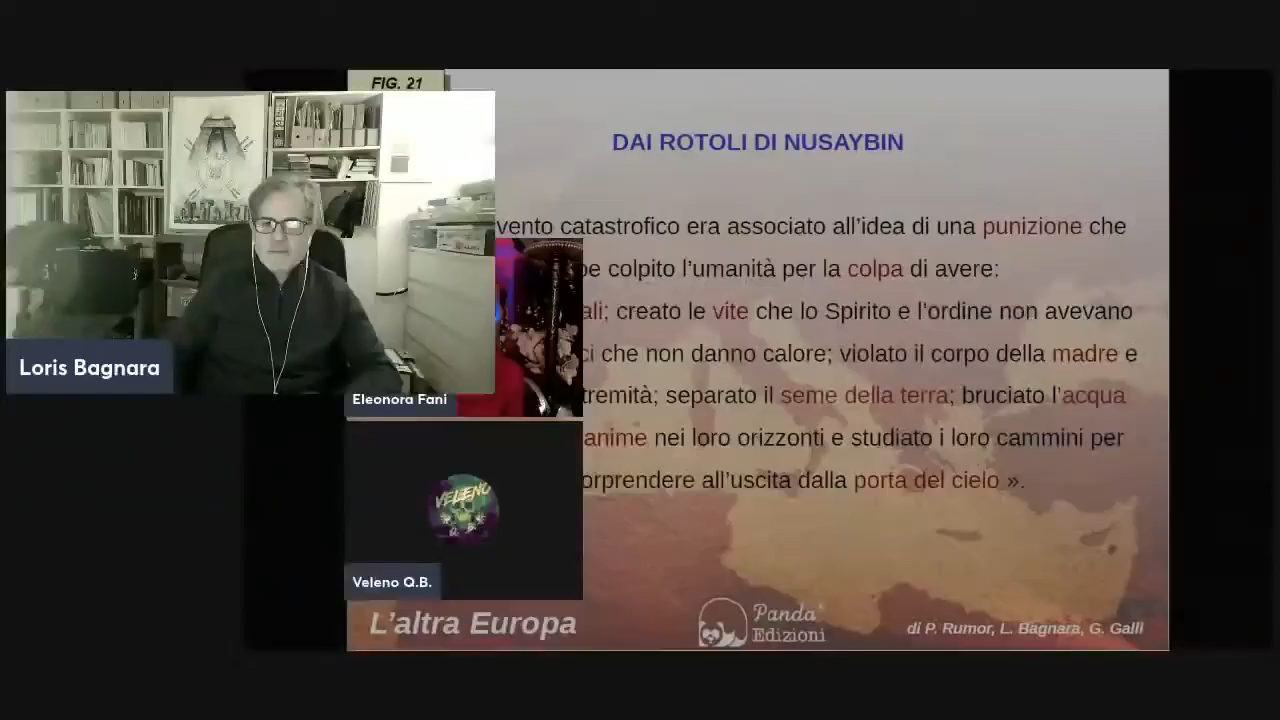 FIG. 21
DAI ROTOLI DI NUSAYBIN
vento catastrofico era associato all’idea di una punizione che
colpito l’umanità per la colpa di avere:
creato le vite che lo Spirito e l’ordine non avevano
che non danno calore; violato il corpo della madre e
separato il seme della terra; bruciato l’acqua
anime nei loro orizzonti e studiato i loro cammini per
orprendere all’uscita dalla porta del cielo ».
Loris Bagnara
Eleonora Fani
VELENO
Veleno Q.B.
L’altra Europa
Panda
Edizioni
di P. Rumor, L. Bagnara, G. Galli